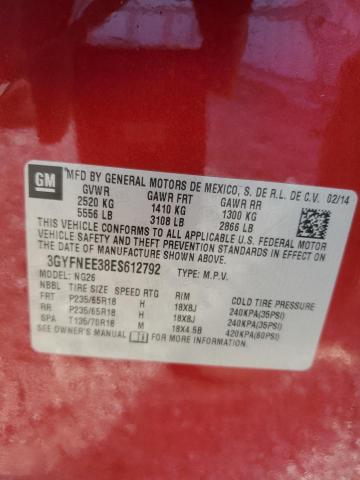 GM
MFD BY GENERAL MOTORS DE MEXICO, S. DE R.L. DE C.V. 02/14
GVWR GAWR FRT GAWR RR
2520 KG 1410 KG 1300 KG
5556 LB 3108 LB 2866 LB
THIS VEHICLE CONFORMS TO ALL APPLICABLE U.S. FEDERAL MOTOR
VEHICLE SAFETY AND THEFT PREVENTION STANDARDS IN EFFECT ON
THE DATE OF MANUFACTURE SHOWN ABOVE.
3GYFNEE38ES612792 TYPE: M.P.V.
MODEL: NG26
NBBL TIRE SIZE SPEED RTG RIM COLD TIRE PRESSURE
FRT P235/65R18 H 18X8J 240KPA(35PSI)
RR P235/65R18 H 18X8J 240KPA(35PSI)
SPA T135/70R18 M 18X4.5B 420KPA(60PSI)
SEE OWNER'S MANUAL FOR MORE INFORMATION.